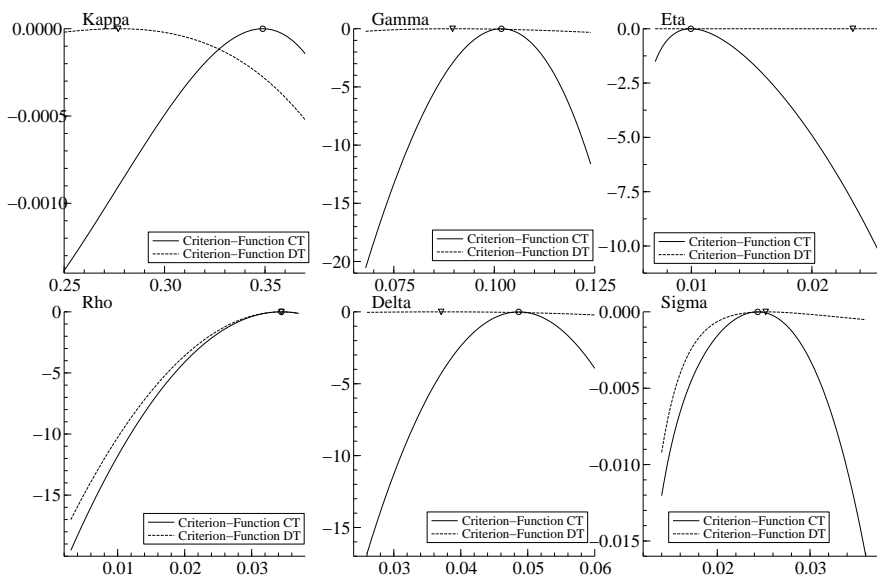 Kappa
0.0000
−0.0005
−0.0010
0.25
0.30
0.35
Criterion−Function CT
Criterion−Function DT
Gamma
0
−5
−10
−15
−20
0.075
0.100
0.125
Criterion−Function CT
Criterion−Function DT
Eta
0.0
−2.5
−5.0
−7.5
−10.0
0.01
0.02
Criterion−Function CT
Criterion−Function DT
Rho
0
−5
−10
−15
0.01
0.02
0.03
Criterion−Function CT
Criterion−Function DT
Delta
0
−5
−10
−15
0.03
0.04
0.05
0.06
Criterion−Function CT
Criterion−Function DT
Sigma
0.000
−0.005
−0.010
−0.015
0.02
0.03
Criterion−Function CT
Criterion−Function DT